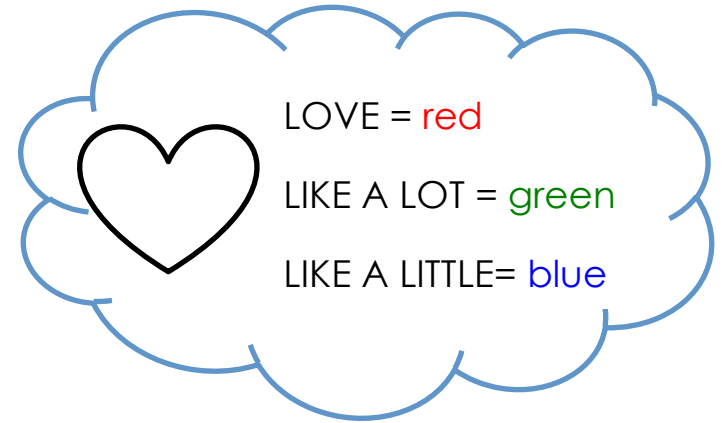 LOVE = red
LIKE A LOT = green
LIKE A LITTLE= blue